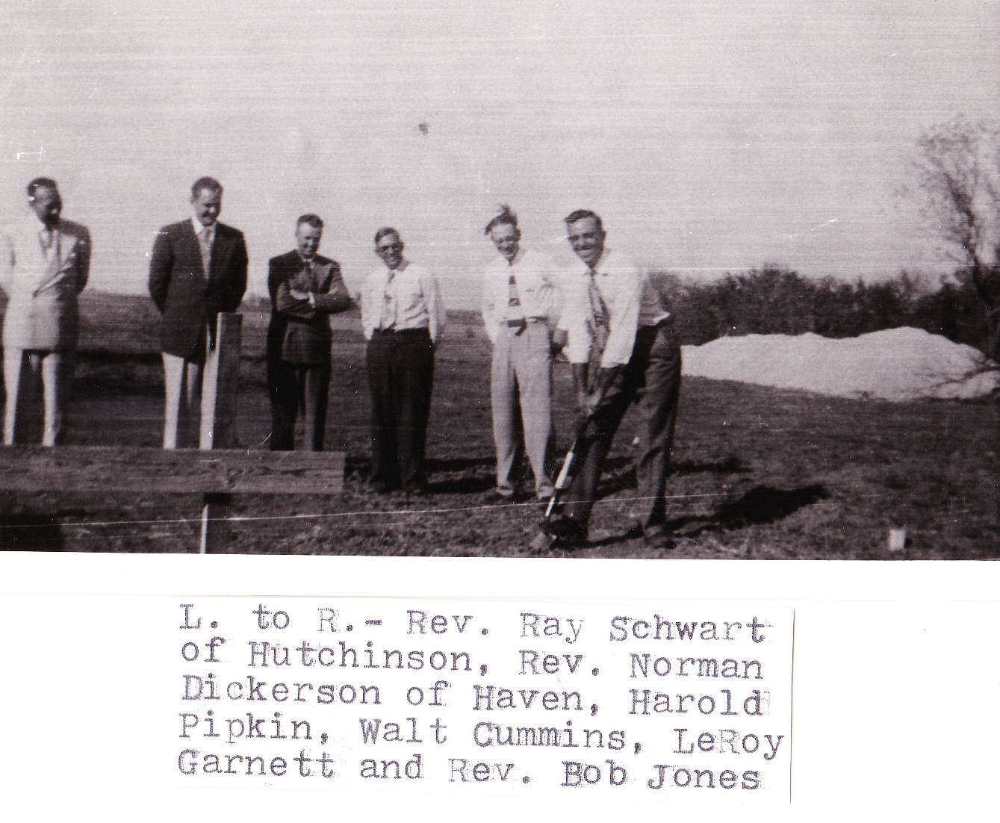 L. to R.- Rev. Ray Schwart
of Hutchinson, Rev. Norman
Dickerson of Haven, Harold
Pipkin, Walt Cummins, LeRoy
Garnett and Rev. Bob Jones